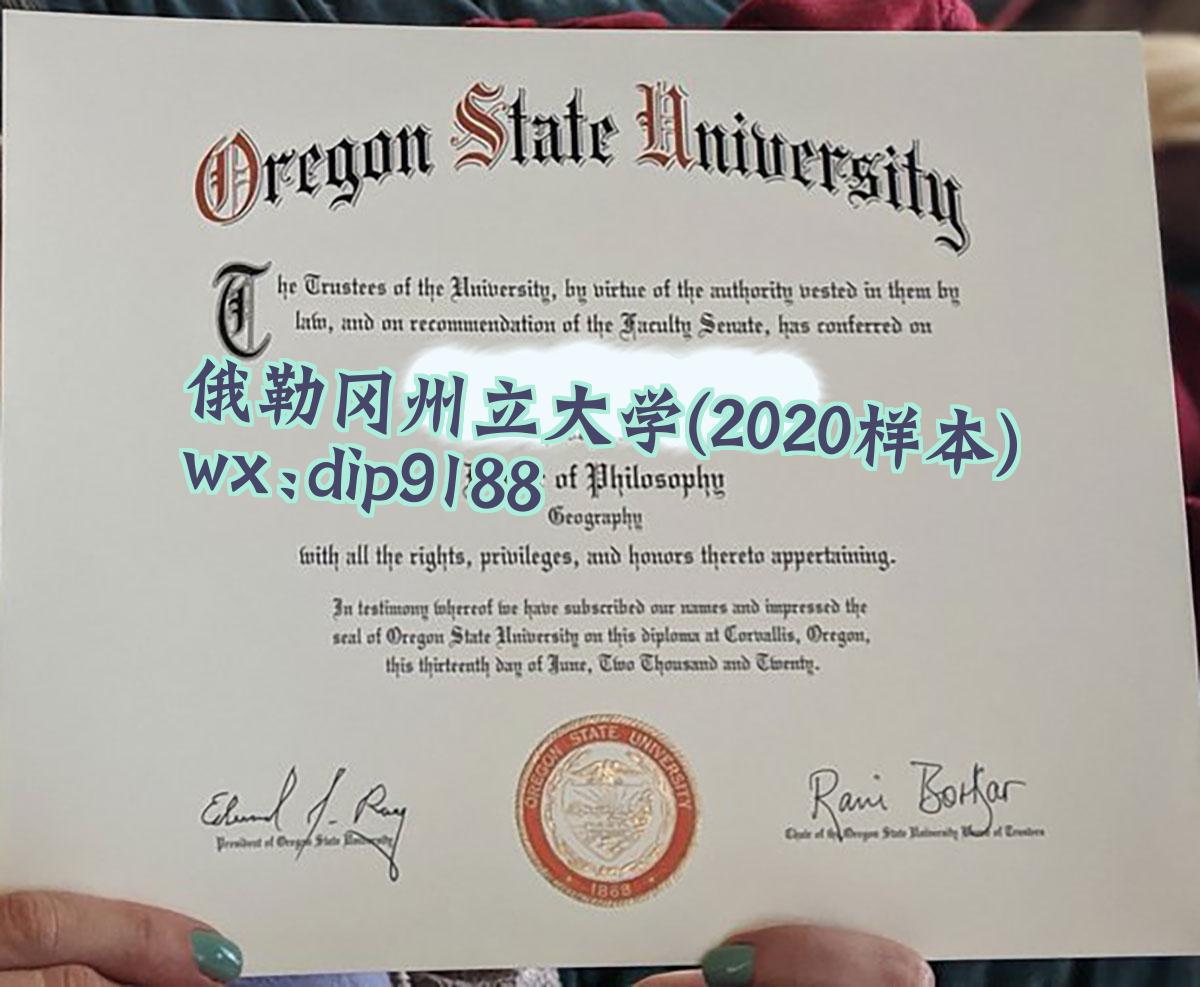 Oregon State University
The Trustees of the University, by virtue of the authority vested in them by
law, and on recommendation of the Faculty Senate, has conferred on
俄勒冈州立大学(2020样本)
wx:dip9188
of Philosophy
Geography
with all the rights, privileges, and honors thereto appertaining.
In testimony whereof we have subscribed our names and impressed the
seal of Oregon State University on this diploma at Corvallis, Oregon,
this thirteenth day of June, Two Thousand and Twenty.
OREGON STATE UNIVERSITY
1868
Edward J. Ray
President of Oregon State University
Rani Borkar
Chair of the Oregon State University Board of Trustees